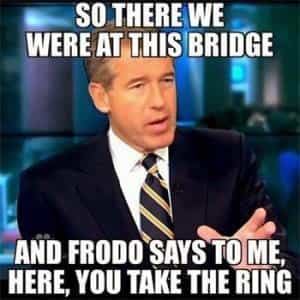 SO THERE WE
WERE AT THIS BRIDGE
AND FRODO SAYS TO ME,
HERE, YOU TAKE THE RING